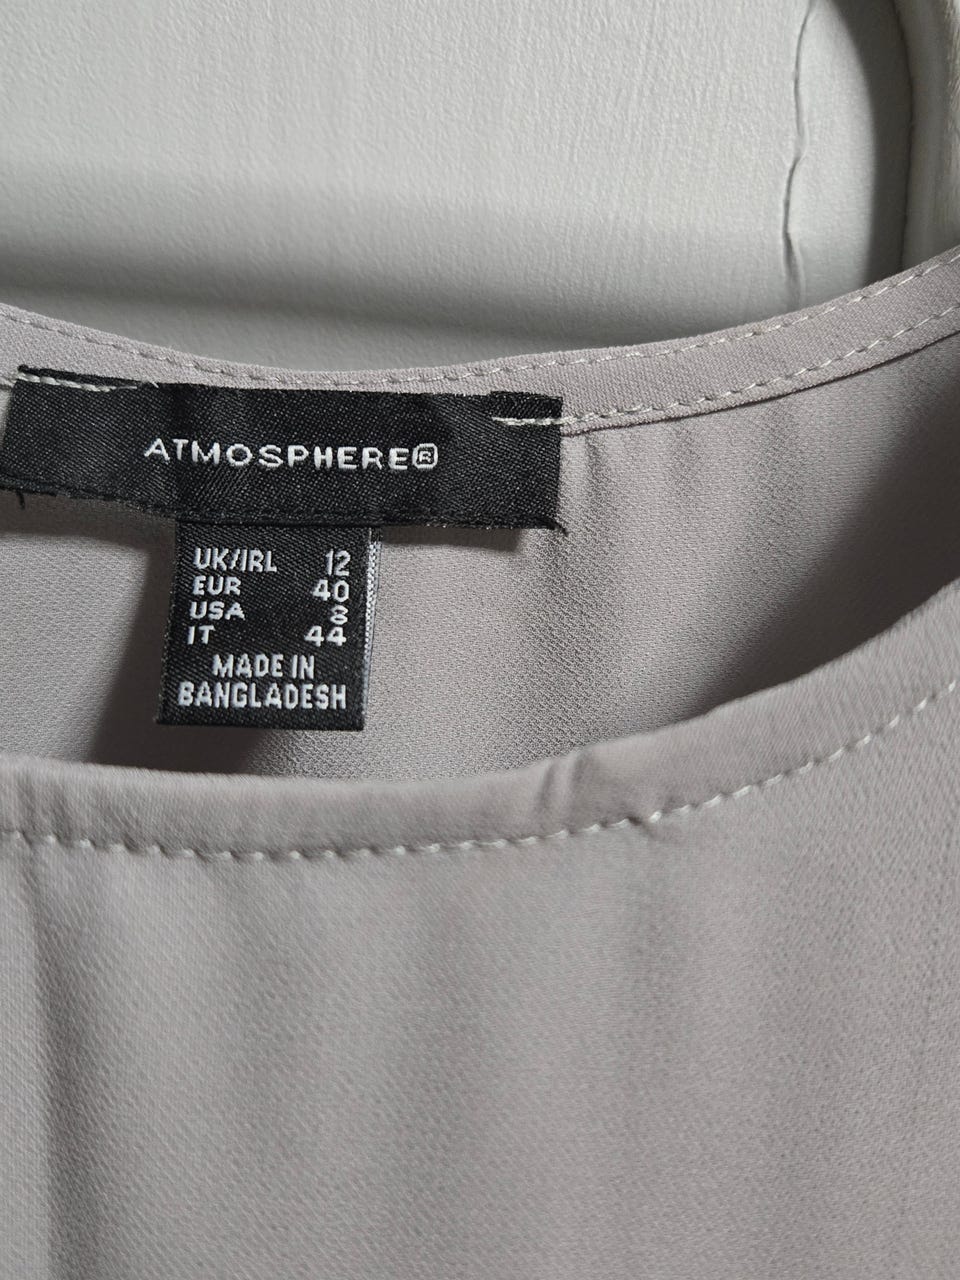 ATMOSPHERE®
UK/IRL 12
EUR 40
USA 8
IT 44
MADE IN
BANGLADESH